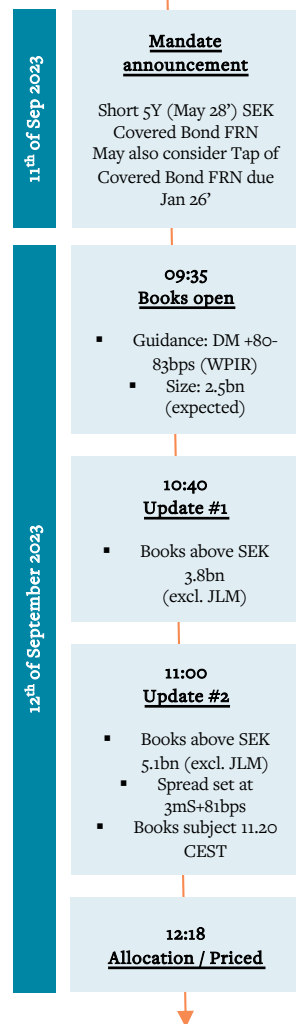 11th of Sep 2023
Mandate
announcement
Short 5Y (May 28') SEK
Covered Bond FRN
May also consider Tap of
Covered Bond FRN due
Jan 26'
12th of September 2023
09:35
Books open
▪ Guidance: DM +80-
83bps (WPIR)
▪ Size: 2.5bn
(expected)
10:40
Update #1
▪ Books above SEK
3.8bn
(excl. JLM)
11:00
Update #2
▪ Books above SEK
5.1bn (excl. JLM)
▪ Spread set at
3mS+81bps
▪ Books subject 11.20
CEST
12:18
Allocation / Priced